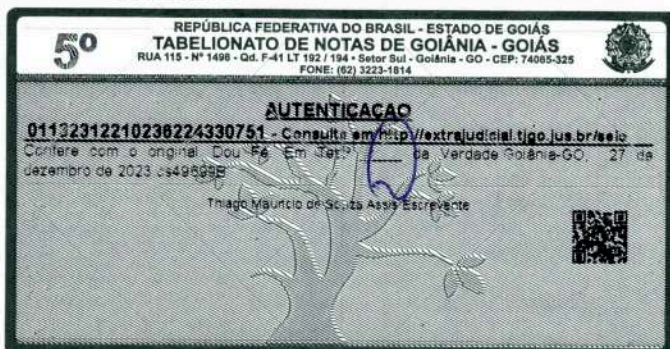 REPÚBLICA FEDERATIVA DO BRASIL - ESTADO DE GOIÁS
5º TABELIONATO DE NOTAS DE GOIÂNIA - GOIÁS
RUA 115 - Nº 1498 - Qd. F-41 LT 192 / 194 • Setor Sul - Goiânia - GO - CEP: 74085-325
FONE: (62) 3223-1814
AUTENTICAÇAO
01132312210236224330751 - Consulte em http://extrajudicial.tjgo.jus.br/selo
Confere com o original Dou Fé Em Test° ____ da Verdade Goiânia-GO, 27 de
dezembro de 2023
Thiago Mauricio de Souza Assis Escrevente